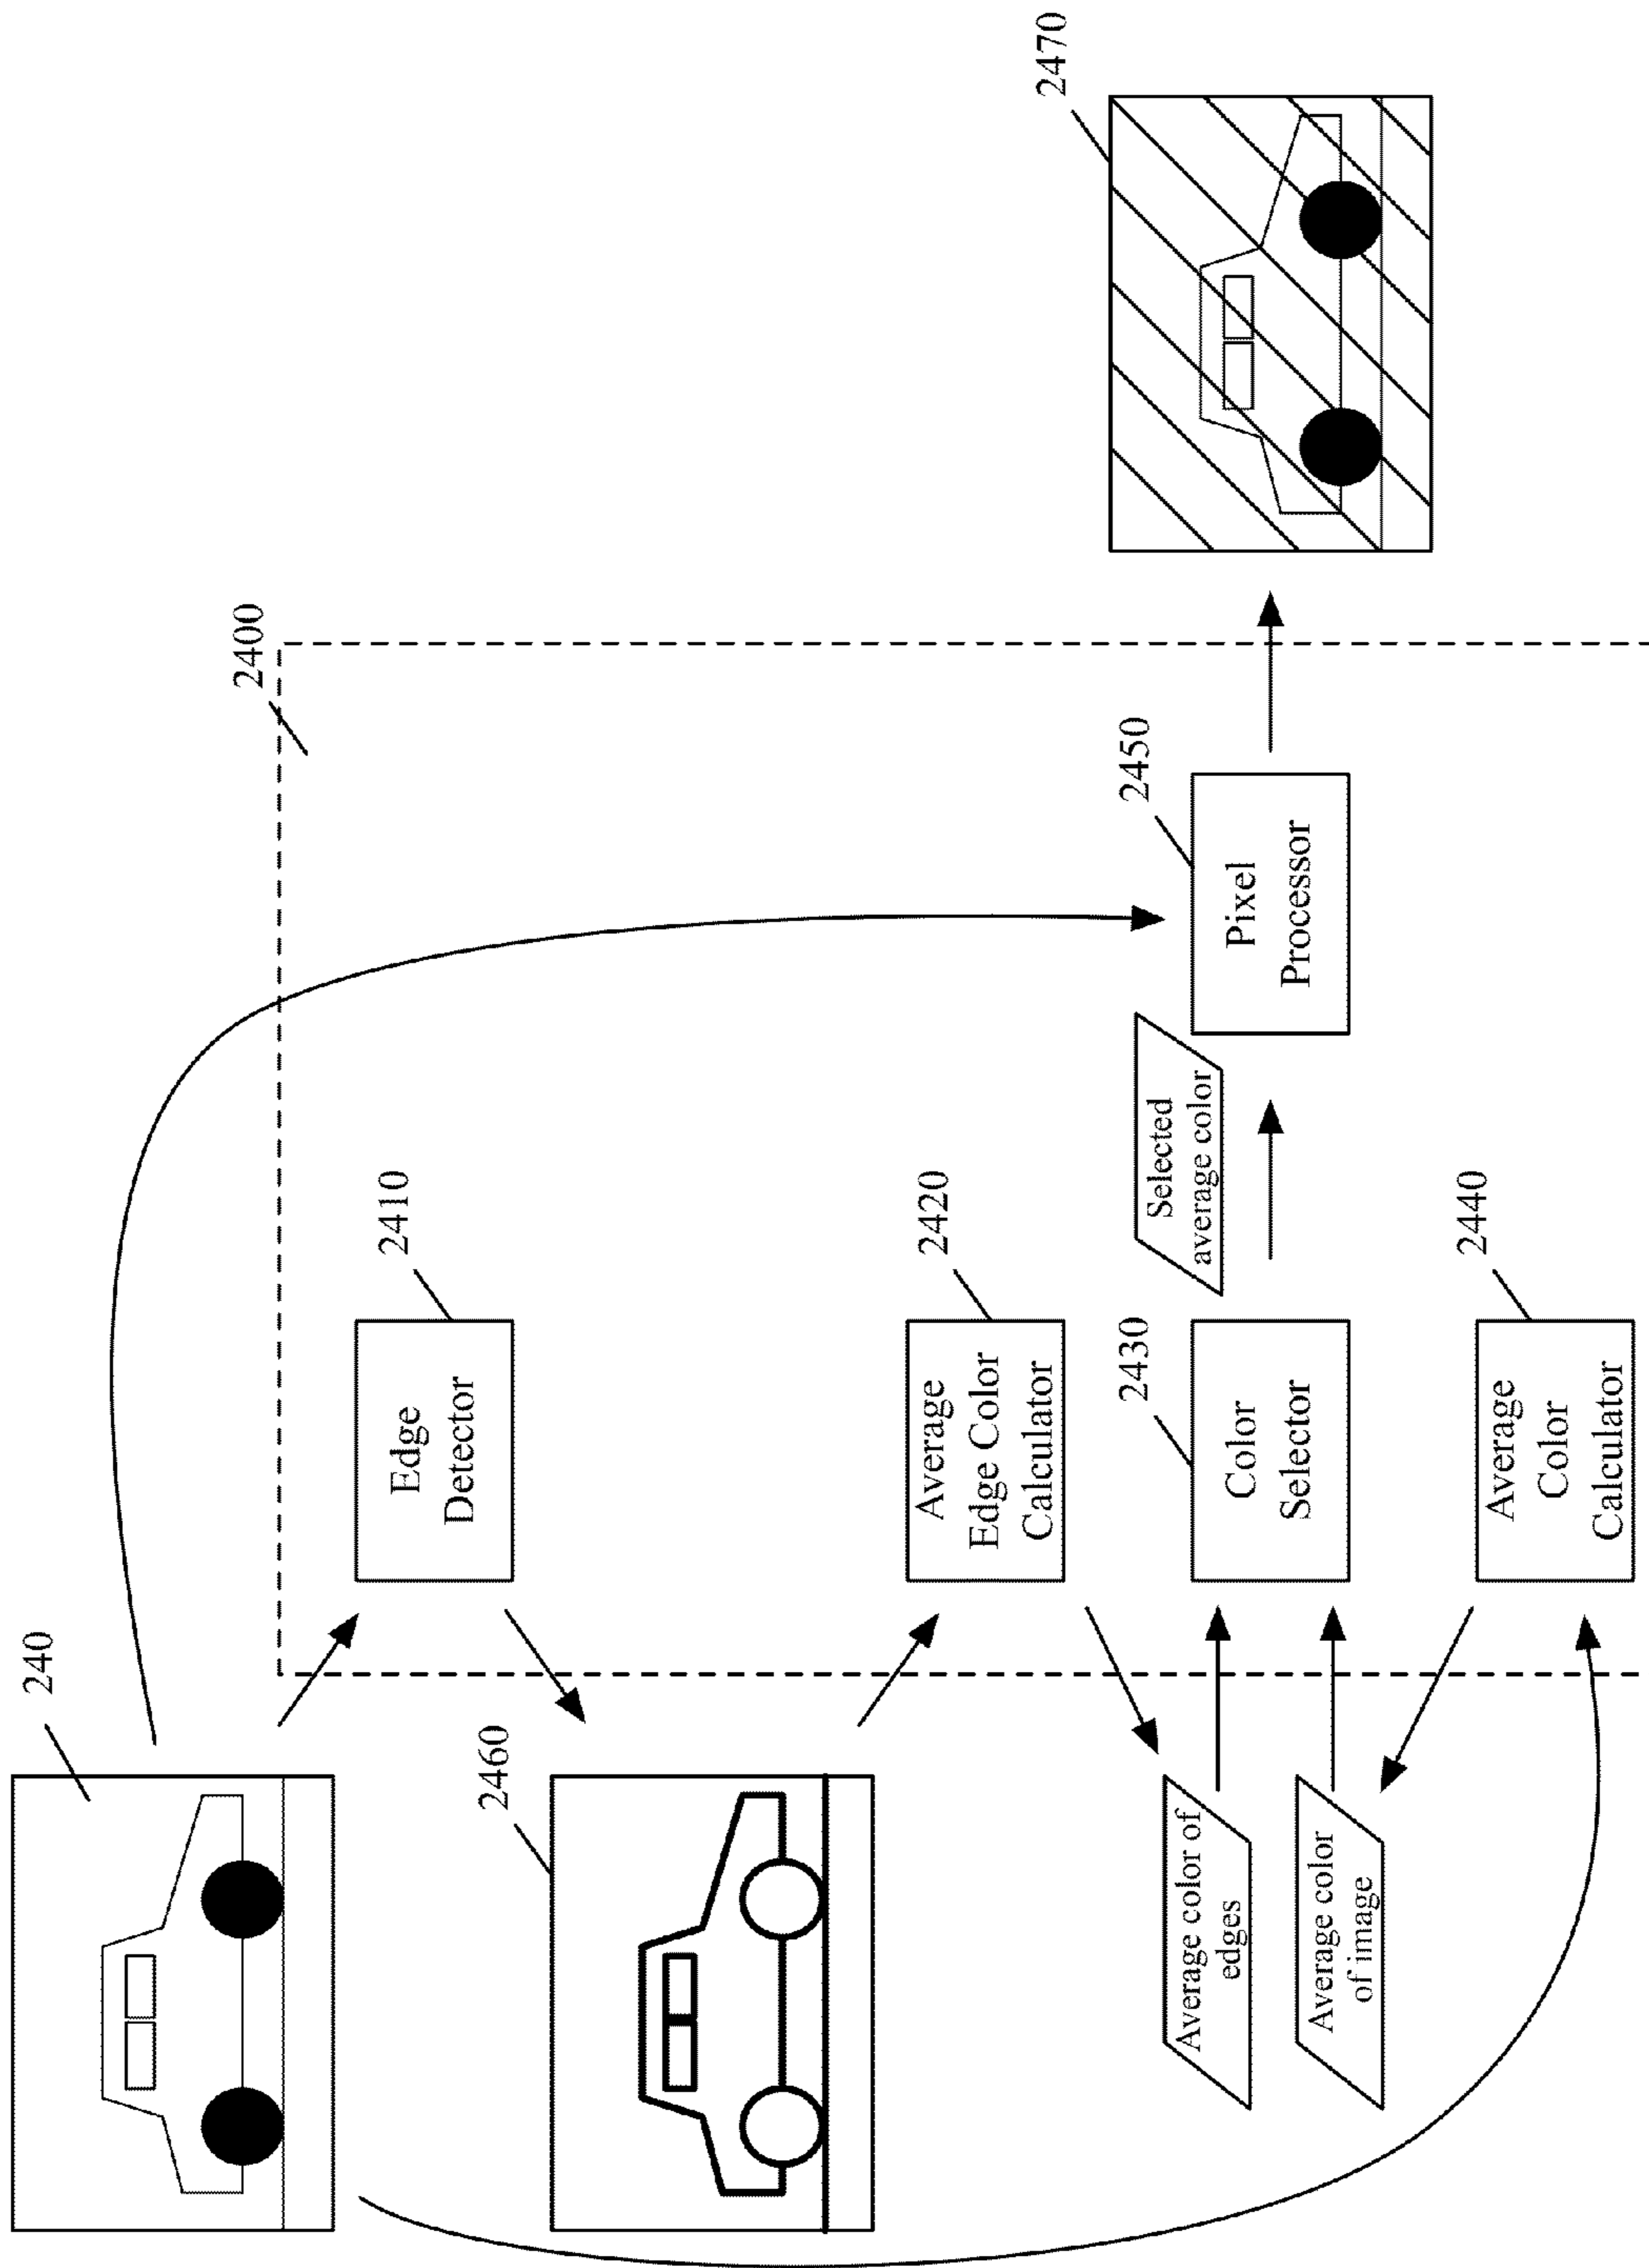 240
2400
2410
Edge
Detector
2460
2420
Average
Edge Color
Calculator
Average color of
edges
Average color
of image
2430
Color
Selector
2440
Average
Color
Calculator
Selected
average color
2450
Pixel
Processor
2470